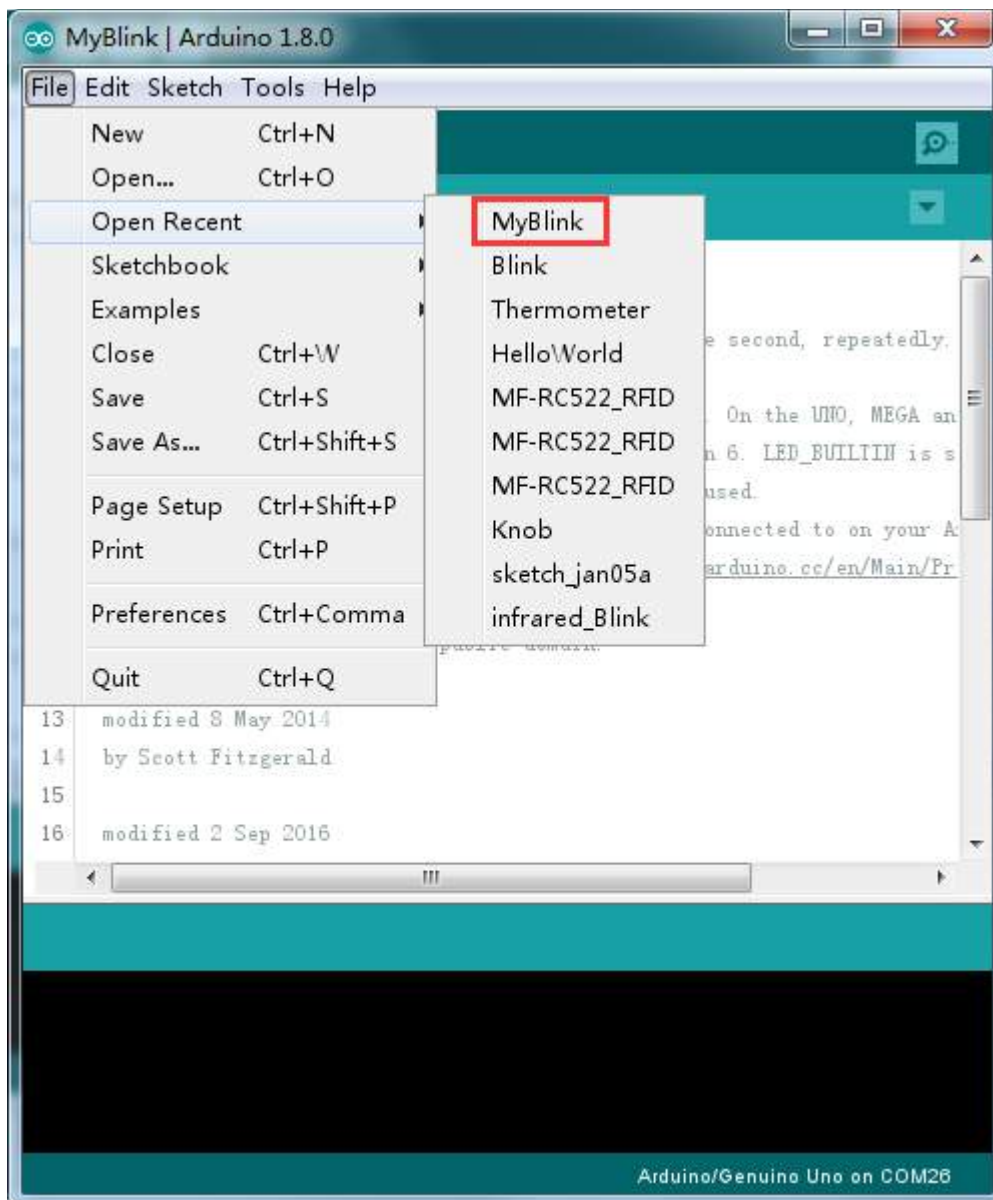 MyBlink | Arduino 1.8.0
File Edit Sketch Tools Help
New Ctrl+N
Open... Ctrl+O
Open Recent
Sketchbook
Examples
Close Ctrl+W
Save Ctrl+S
Save As... Ctrl+Shift+S
Page Setup Ctrl+Shift+P
Print Ctrl+P
Preferences Ctrl+Comma
Quit Ctrl+Q
MyBlink
Blink
Thermometer
HelloWorld
MF-RC522_RFID
MF-RC522_RFID
MF-RC522_RFID
Knob
sketch_jan05a
infrared_Blink
second, repeatedly.
. On the UNO, MEGA an
6. LED_BUILTIN is s
used.
onnected to on your A
arduino.cc/en/Main/Pr
public domain.
13 modified 8 May 2014
14 by Scott Fitzgerald
15
16 modified 2 Sep 2016
Arduino/Genuino Uno on COM26